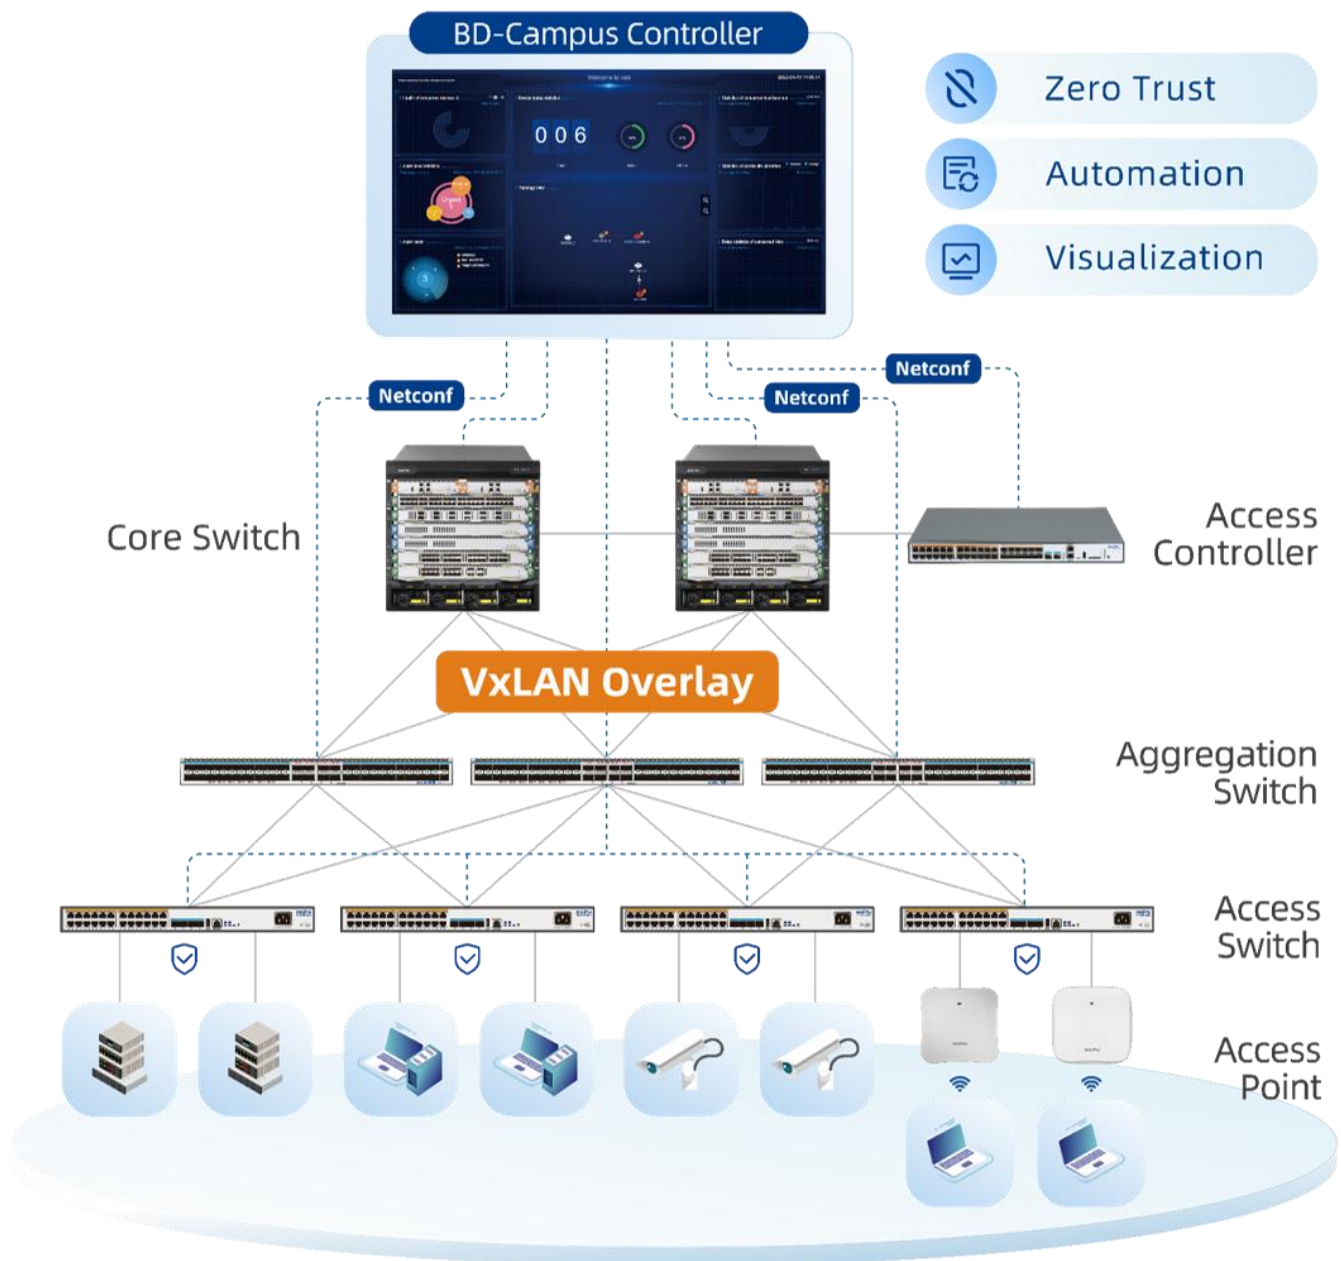 BD-Campus Controller
006
Urgent
Zero Trust
Automation
Visualization
Netconf
Netconf
Netconf
Core Switch
Access
Controller
VxLAN Overlay
Aggregation
Switch
Access
Switch
Access
Point